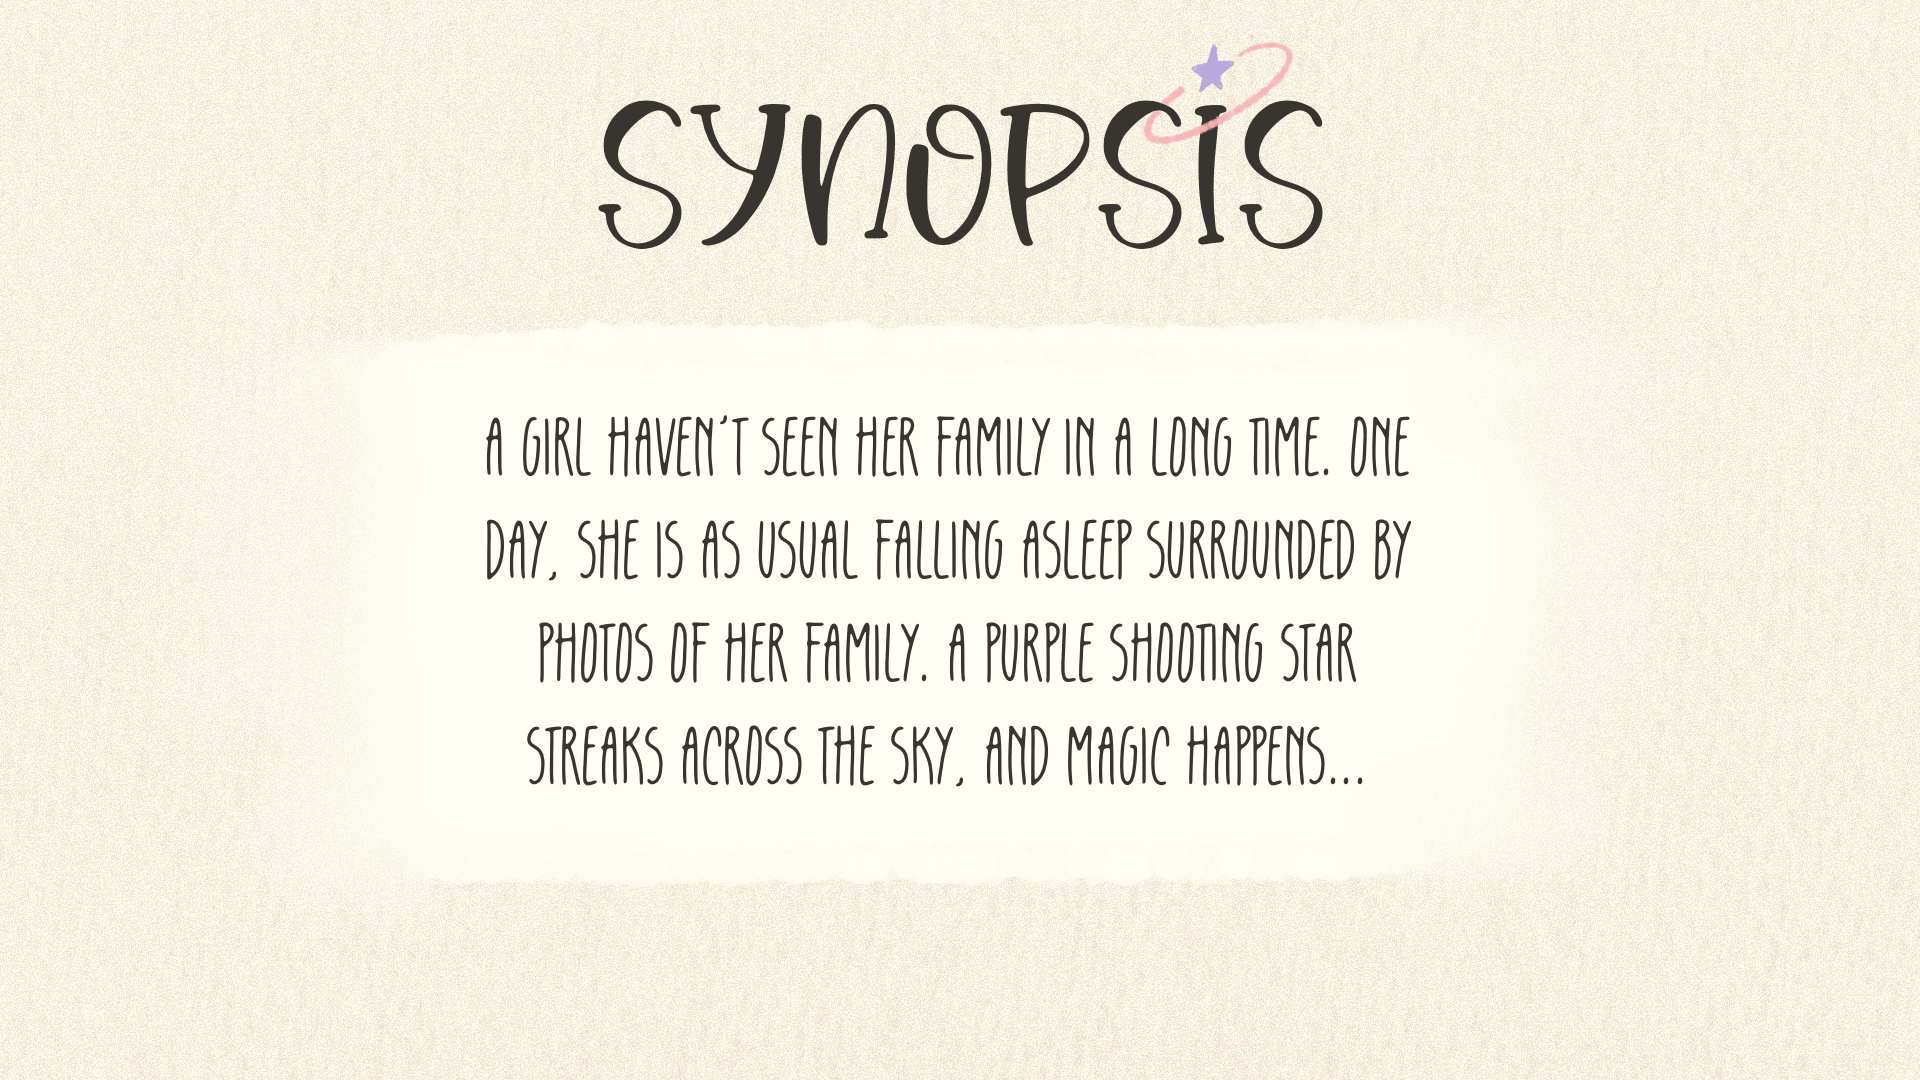 SYNOPSIS
A GIRL HAVEN'T SEEN HER FAMILY IN A LONG TIME. ONE
DAY, SHE IS AS USUAL FALLING ASLEEP SURROUNDED BY
PHOTOS OF HER FAMILY. A PURPLE SHOOTING STAR
STREAKS ACROSS THE SKY, AND MAGIC HAPPENS...